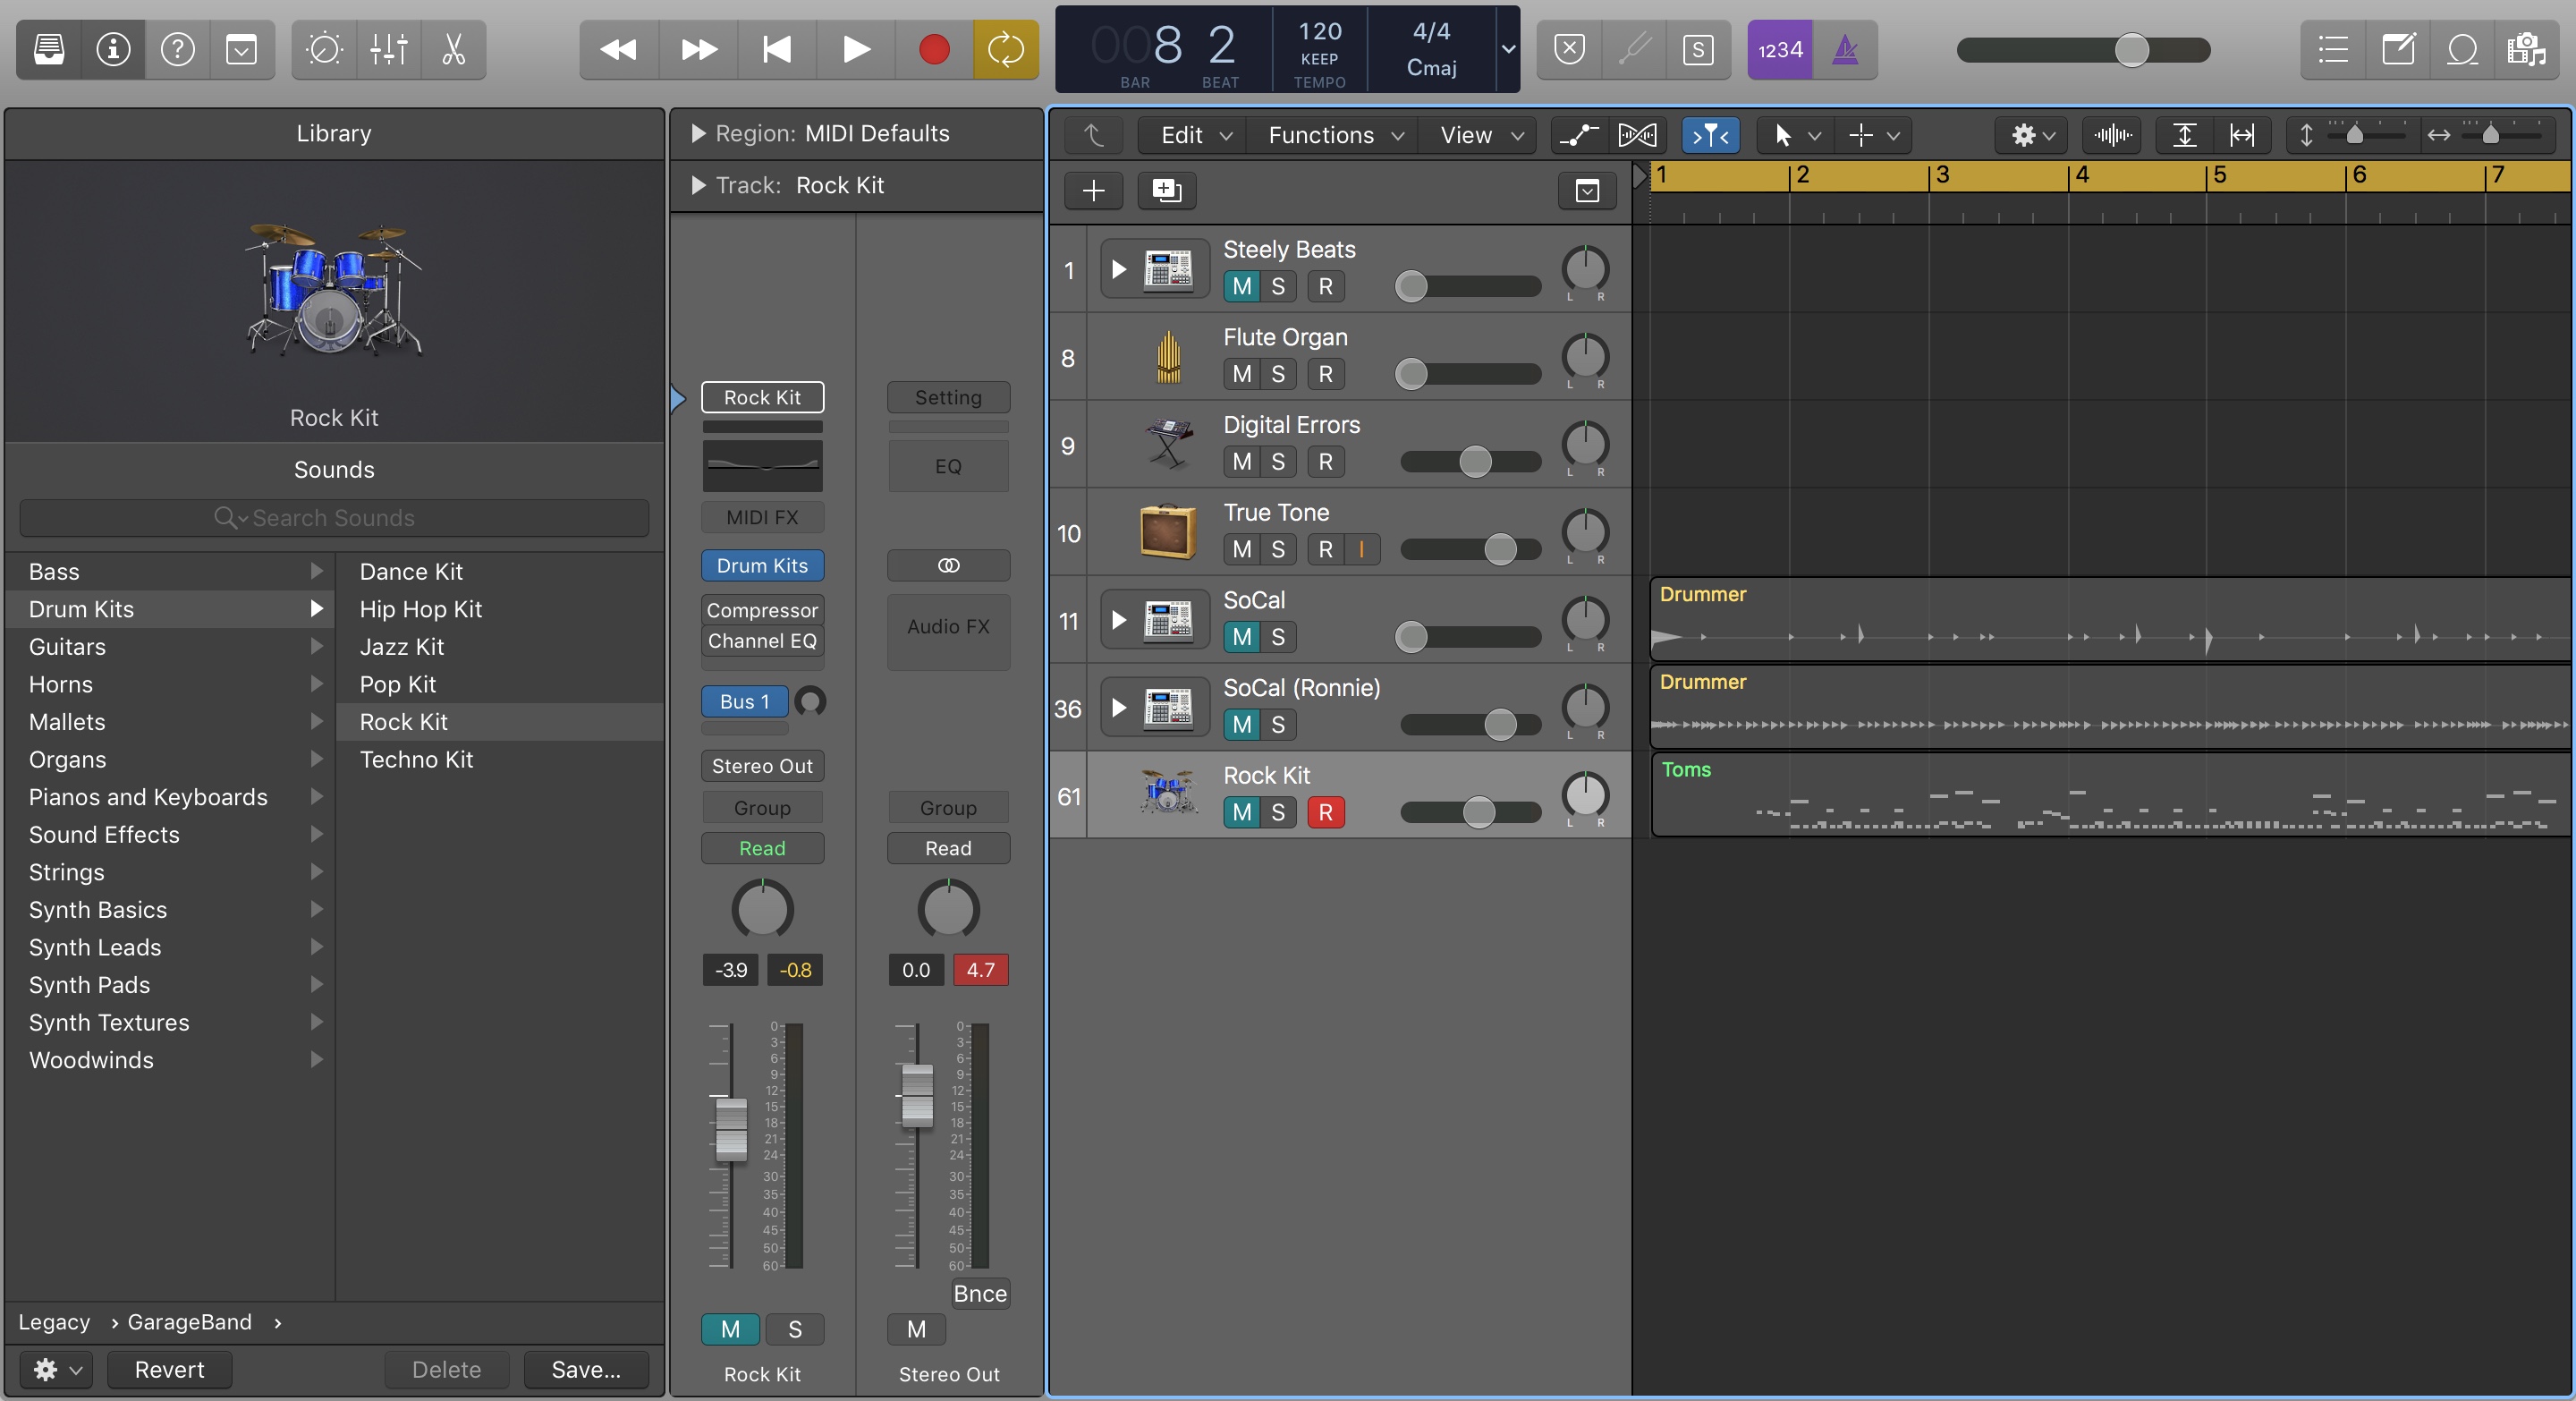 008 2
BAR BEAT
120
KEEP
TEMPO
4/4
Cmaj
S
1234
Library
Rock Kit
Sounds
Search Sounds
Bass
Drum Kits
Guitars
Horns
Mallets
Organs
Pianos and Keyboards
Sound Effects
Strings
Synth Basics
Synth Leads
Synth Pads
Synth Textures
Woodwinds
Dance Kit
Hip Hop Kit
Jazz Kit
Pop Kit
Rock Kit
Techno Kit
Legacy › GarageBand ›
Revert
Delete
Save...
Region: MIDI Defaults
Track: Rock Kit
Rock Kit
MIDI FX
Drum Kits
Compressor
Channel EQ
Bus 1
Stereo Out
Group
Read
-3.9 -0.8
0-
3-
6-
9-
12-
15-
18-
21-
24-
30-
35-
40-
45-
50-
60-
M S
Rock Kit
Setting
EQ
Audio FX
Group
Read
0.0 4.7
0-
3-
6-
9-
12-
15-
18-
21-
24-
30-
35-
40-
45-
50-
60-
Bnce
M
Stereo Out
Edit Functions View
1 2 3 4 5 6 7
1
Steely Beats
M S R
L R
8
Flute Organ
M S R
L R
9
Digital Errors
M S R
L R
10
True Tone
M S R I
L R
11
SoCal
M S
L R
Drummer
36
SoCal (Ronnie)
M S
L R
Drummer
61
Rock Kit
M S R
L R
Toms